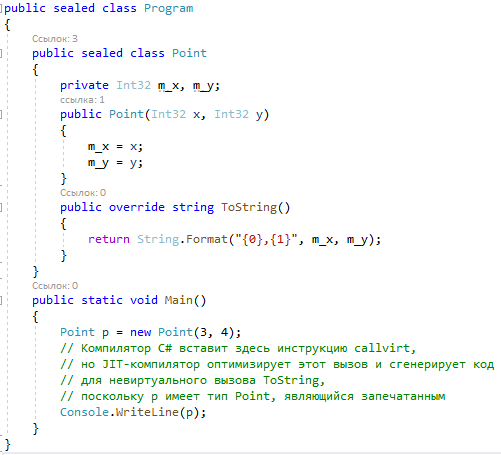 public sealed class Program
{
Ссылок: 3
public sealed class Point
{
private Int32 m_x, m_y;
ссылка: 1
public Point(Int32 x, Int32 y)
{
m_x = x;
m_y = y;
}
Ссылок: 0
public override string ToString()
{
return String.Format("{0},{1}", m_x, m_y);
}
}
Ссылок: 0
public static void Main()
{
Point p = new Point(3, 4);
// Компилятор C# вставит здесь инструкцию callvirt,
// но JIT-компилятор оптимизирует этот вызов и сгенерирует код
// для невиртуального вызова ToString,
// поскольку p имеет тип Point, являющийся запечатанным
Console.WriteLine(p);
}
}